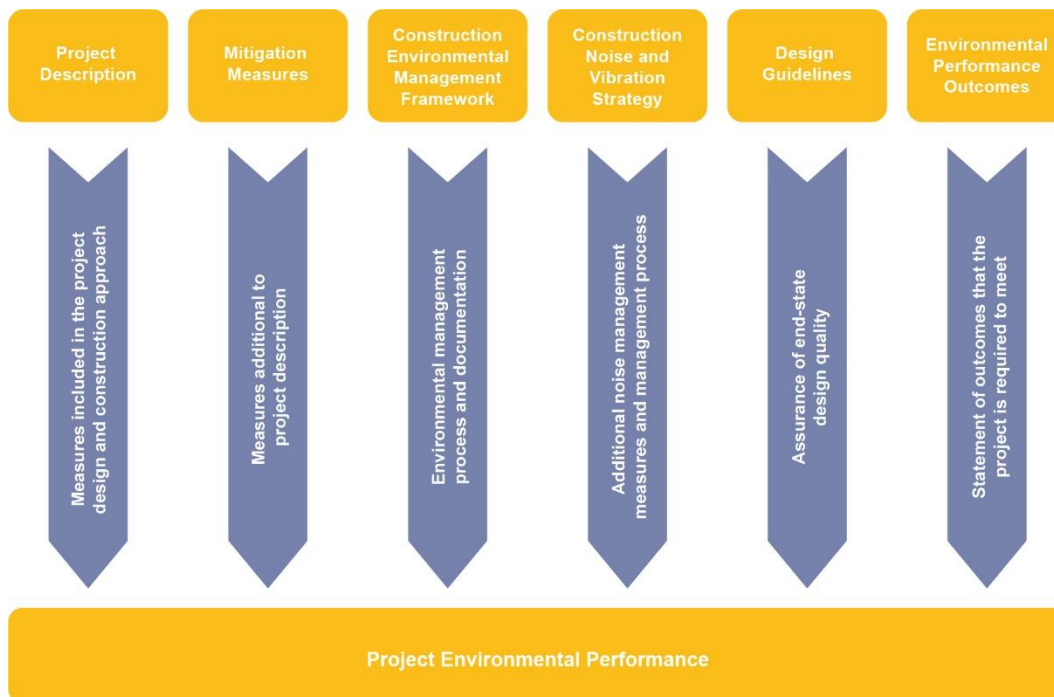 Project
Description
Mitigation
Measures
Construction
Environmental
Management
Framework
Construction
Noise and
Vibration
Strategy
Design
Guidelines
Environmental
Performance
Outcomes
Measures included in the project
design and construction approach
Measures additional to
project description
Environmental management
process and documentation
Additional noise management
measures and management process
Assurance of end-state
design quality
Statement of outcomes that the
project is required to meet
Project Environmental Performance